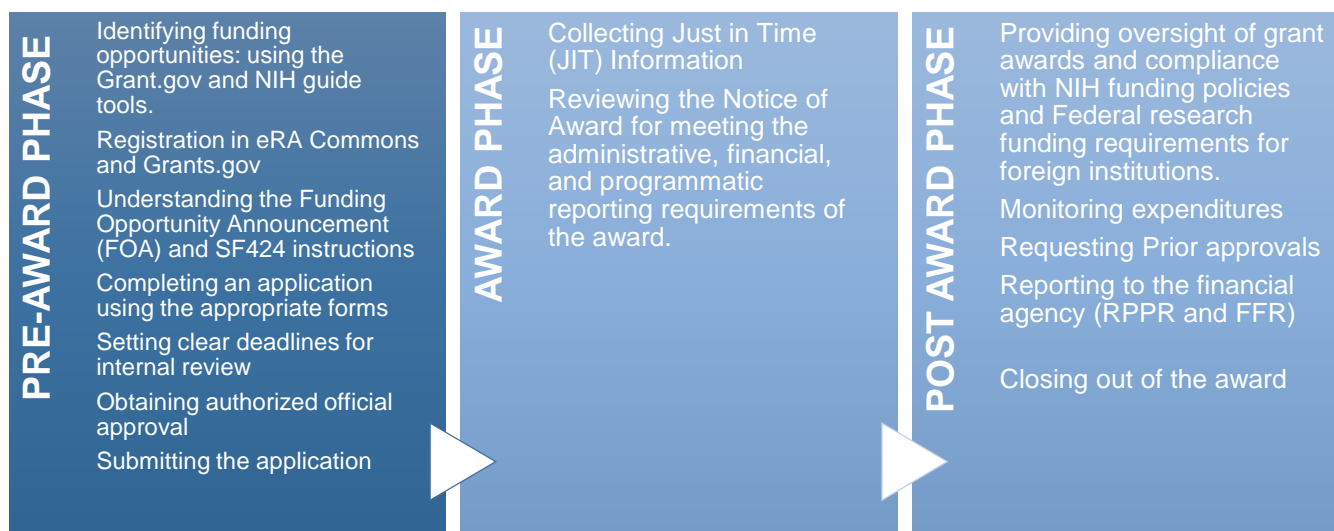 PRE-AWARD PHASE
Identifying funding
opportunities: using the
Grant.gov and NIH guide
tools.
Registration in eRA Commons
and Grants.gov
Understanding the Funding
Opportunity Announcement
(FOA) and SF424 instructions
Completing an application
using the appropriate forms
Setting clear deadlines for
internal review
Obtaining authorized official
approval
Submitting the application
AWARD PHASE
Collecting Just in Time
(JIT) Information
Reviewing the Notice of
Award for meeting the
administrative, financial,
and programmatic
reporting requirements of
the award.
POST AWARD PHASE
Providing oversight of grant
awards and compliance
with NIH funding policies
and Federal research
funding requirements for
foreign institutions.
Monitoring expenditures
Requesting Prior approvals
Reporting to the financial
agency (RPPR and FFR)
Closing out of the award